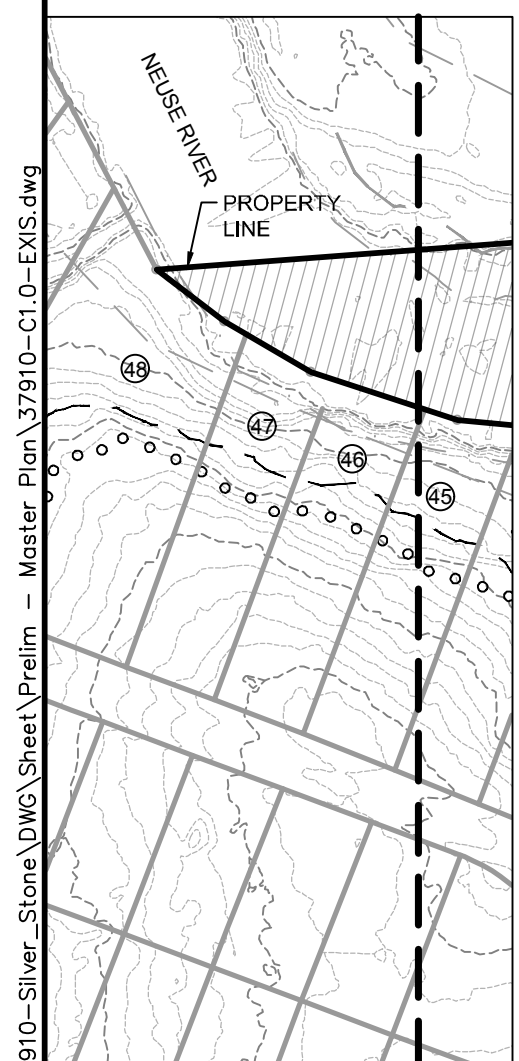 NEUSE RIVER
PROPERTY
LINE
48
47
46
45
910-Silver_Stone\DWG\Sheet\Prelim - Master Plan\37910-C1.0-EXIS.dwg